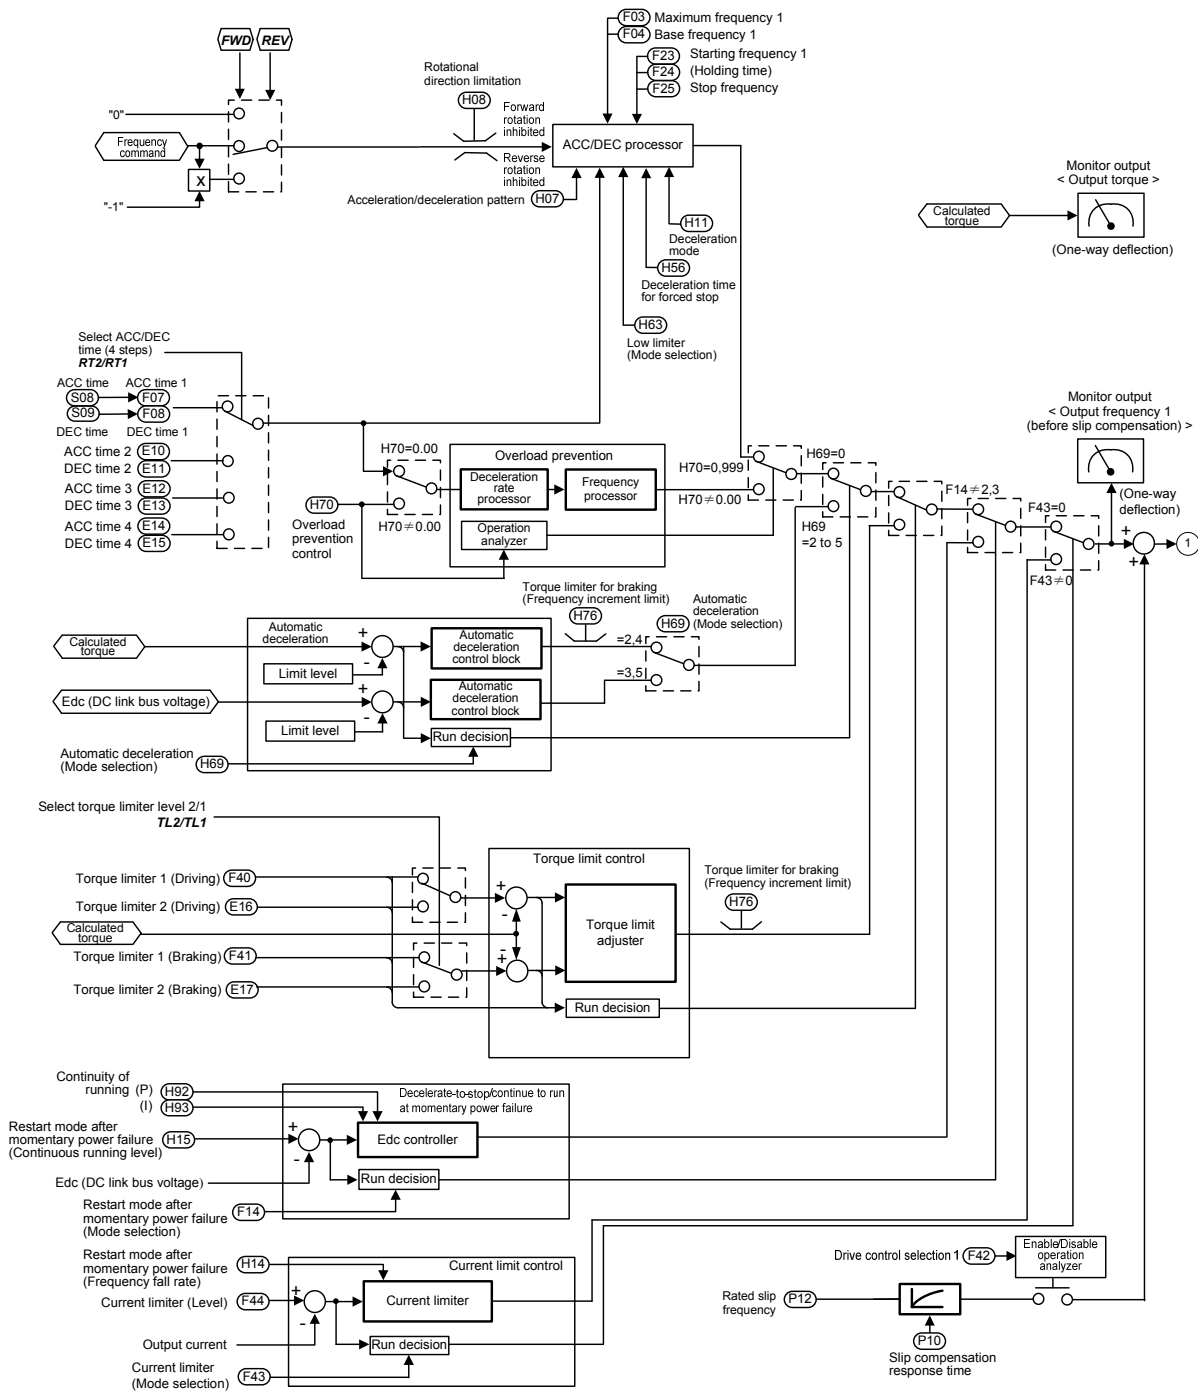 F03 Maximum frequency 1
F04 Base frequency 1
FWD REV
F23 Starting frequency 1
F24 (Holding time)
F25 Stop frequency
Rotational
direction limitation
H08
Forward
rotation
inhibited
"0"
Frequency
command
ACC/DEC processor
Reverse
rotation
inhibited
X
"-1"
Acceleration/deceleration pattern H07
H11
Deceleration
mode
H56
Deceleration time
for forced stop
H63
Low limiter
(Mode selection)
Monitor output
< Output torque >
Calculated
torque
(One-way deflection)
Select ACC/DEC
time (4 steps)
RT2/RT1
ACC time ACC time 1
S08 F07
S09 F08
DEC time DEC time 1
ACC time 2 E10
DEC time 2 E11
ACC time 3 E12
DEC time 3 E13
ACC time 4 E14
DEC time 4 E15
H70=0.00
H70
H70≠0.00
Overload
prevention
control
Overload prevention
Deceleration
rate
processor
Frequency
processor
Operation
analyzer
H70=0,999
H70≠0.00
H69=0
H69
=2 to 5
F14≠2,3
F43=0
F43≠0
Monitor output
< Output frequency 1
(before slip compensation) >
(One-way
deflection)
+
+
1
Torque limiter for braking
(Frequency increment limit)
H76
Automatic
deceleration
(Mode selection)
H69
=2,4
=3,5
Calculated
torque
Automatic
deceleration
+
-
Limit level
Automatic
deceleration
control block
Edc (DC link bus voltage)
+
-
Limit level
Automatic
deceleration
control block
Run decision
Automatic deceleration
(Mode selection) H69
Select torque limiter level 2/1
TL2/TL1
Torque limit control
Torque limiter 1 (Driving) F40
Torque limiter 2 (Driving) E16
Calculated
torque
Torque limiter 1 (Braking) F41
Torque limiter 2 (Braking) E17
+
-
-
+
Torque limit
adjuster
Run decision
Torque limiter for braking
(Frequency increment limit)
H76
Continuity of
running (P) H92
(I) H93
Decelerate-to-stop/continue to run
at momentary power failure
Restart mode after
momentary power failure H15
(Continuous running level)
+
-
Edc controller
Edc (DC link bus voltage)
Run decision
Restart mode after
momentary power failure F14
(Mode selection)
Restart mode after
momentary power failure H14
(Frequency fall rate)
Current limit control
Current limiter (Level) F44
+
-
Current limiter
Output current
Run decision
Current limiter
(Mode selection) F43
Drive control selection 1 F42
Enable/Disable
operation
analyzer
Rated slip
frequency P12
P10
Slip compensation
response time